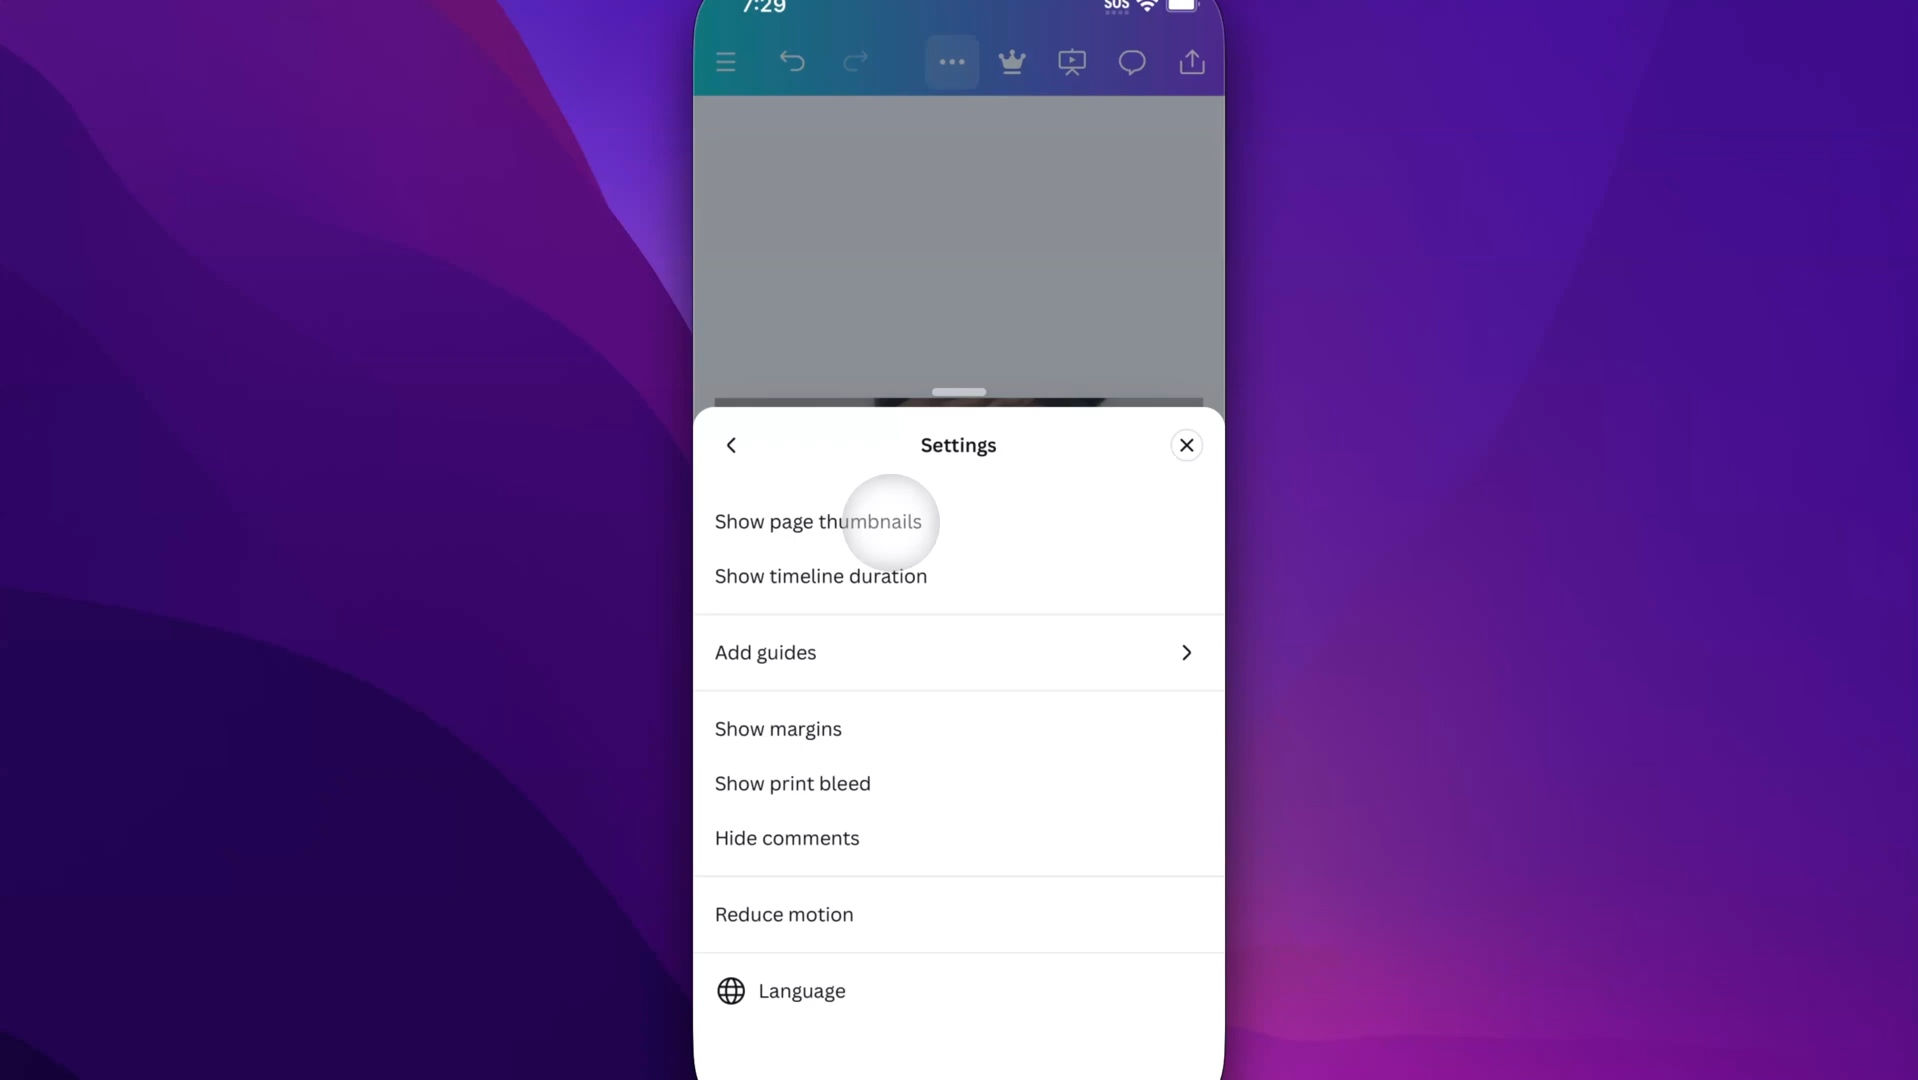 7:29
SOS
Settings
Show page thumbnails
Show timeline duration
Add guides
Show margins
Show print bleed
Hide comments
Reduce motion
Language